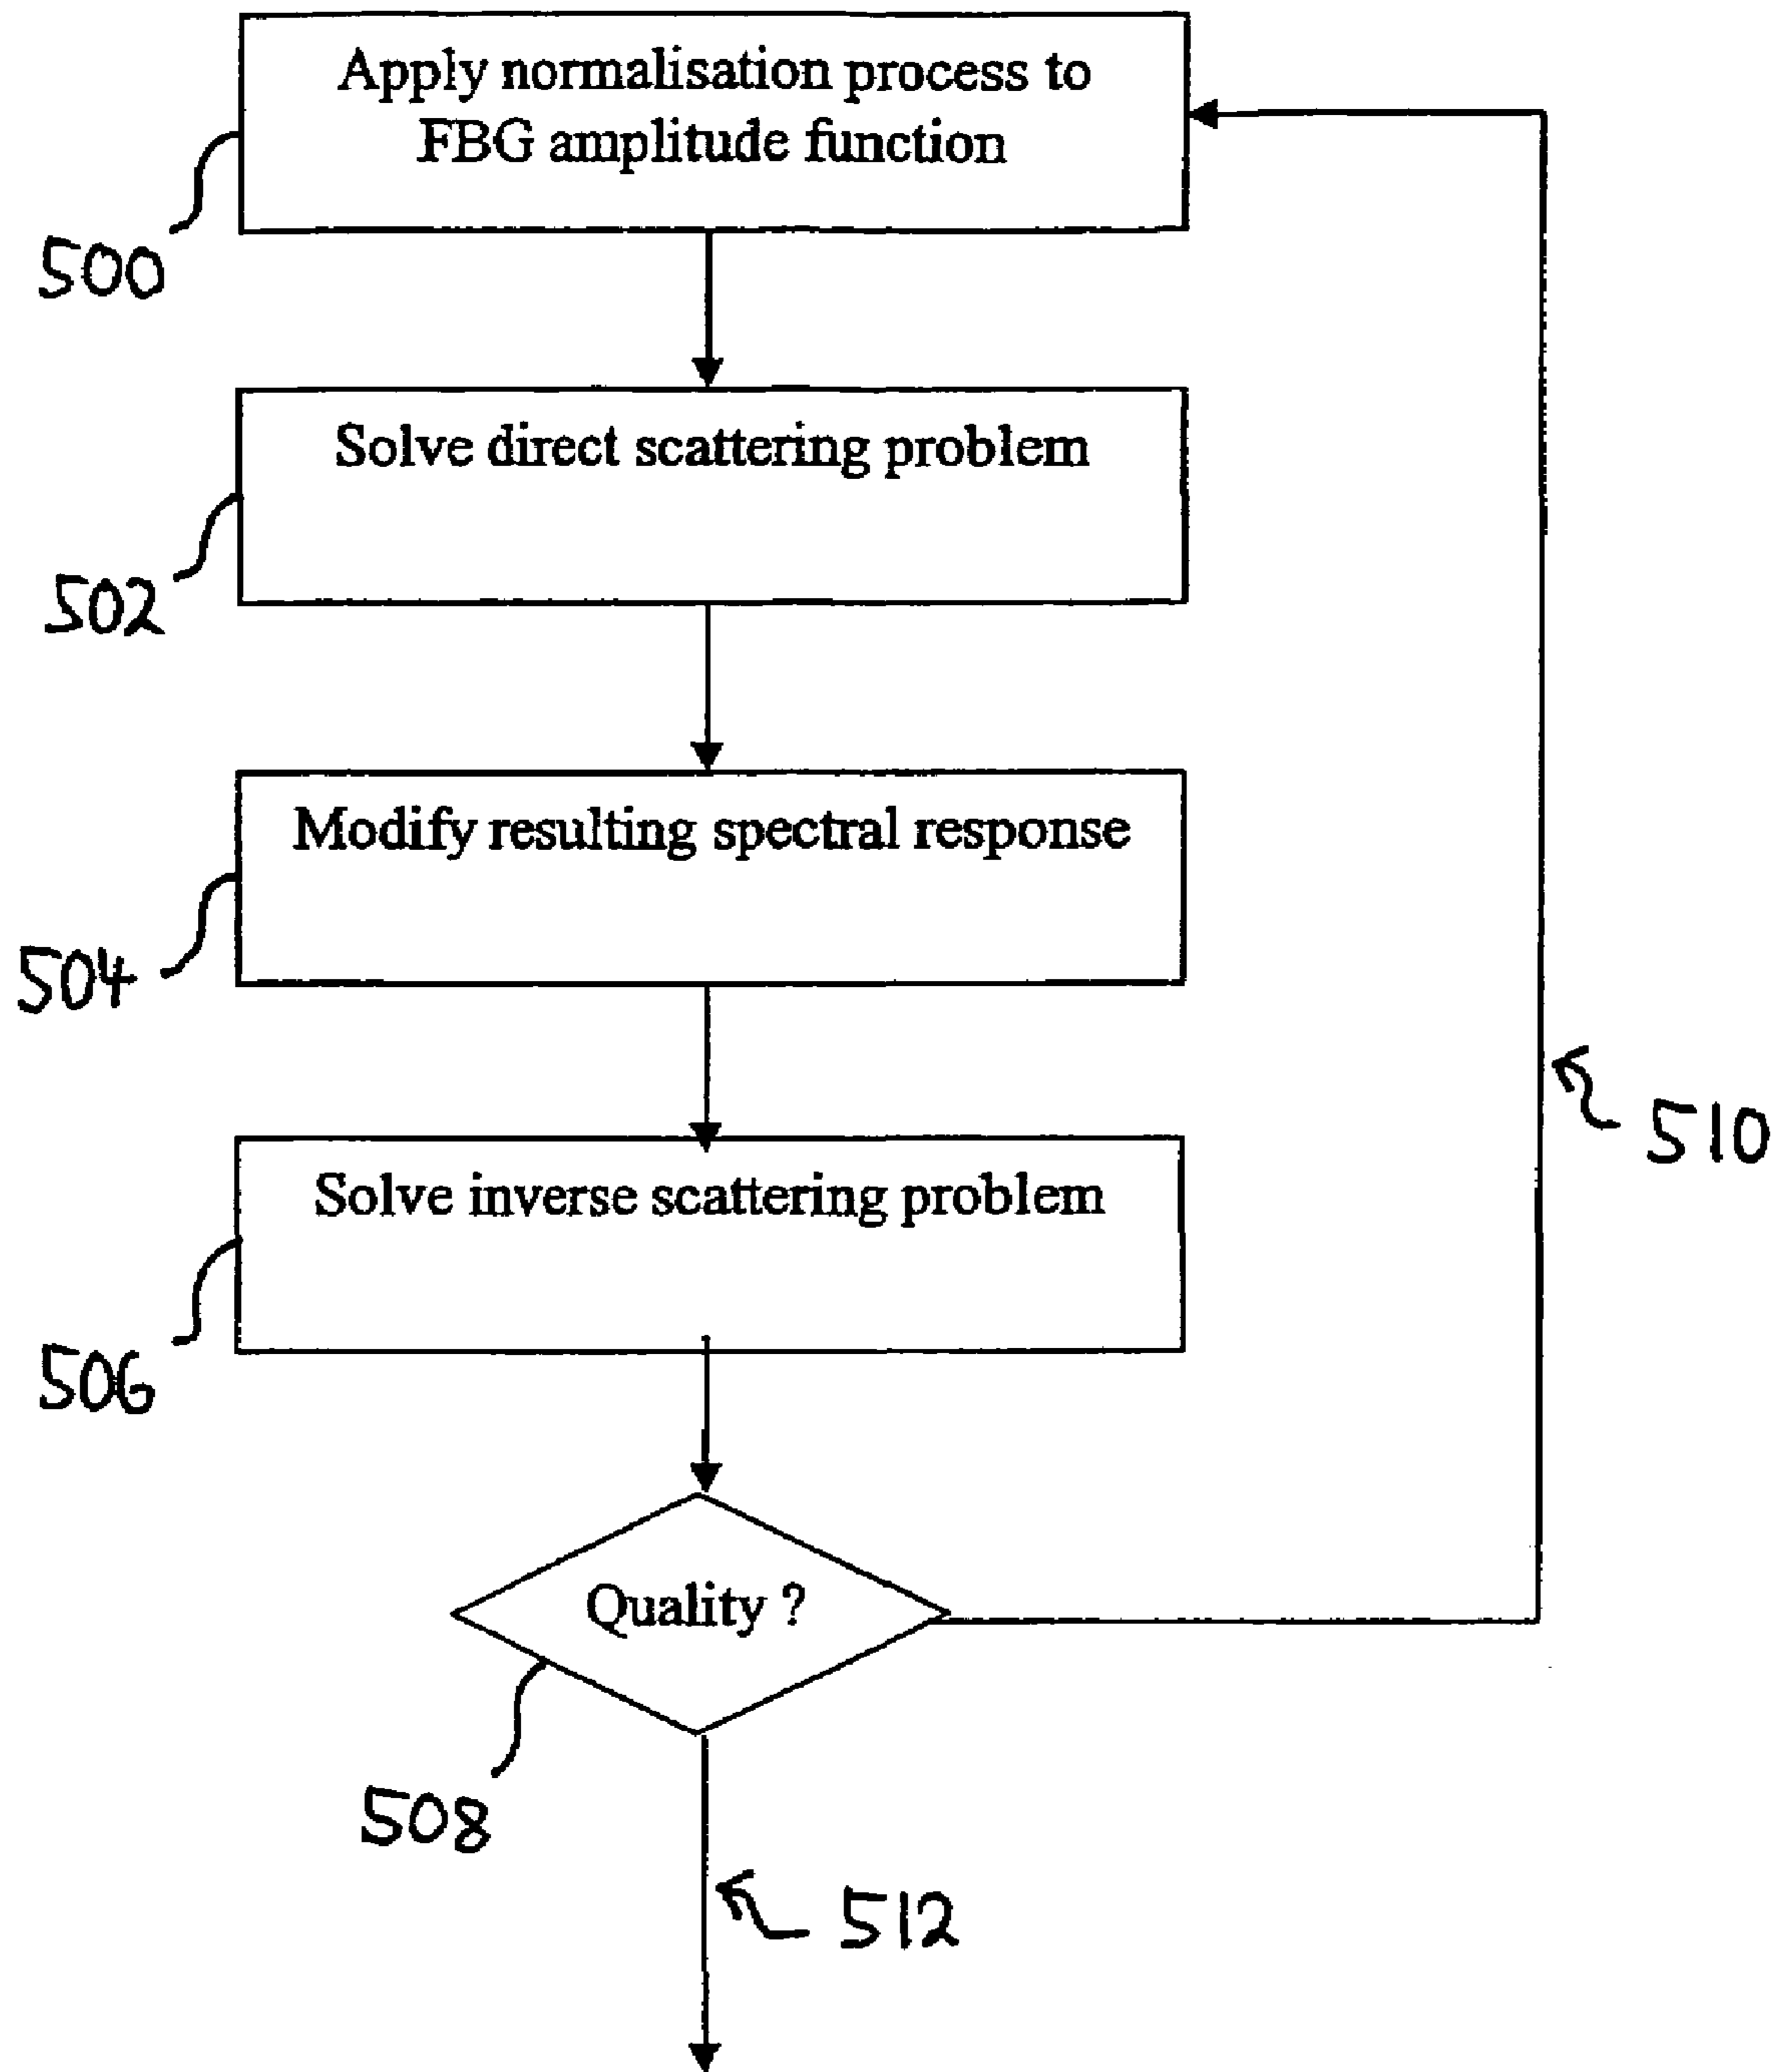 Apply normalisation process to
FBG amplitude function
500
Solve direct scattering problem
502
Modify resulting spectral response
504
510
Solve inverse scattering problem
506
Quality ?
508
512